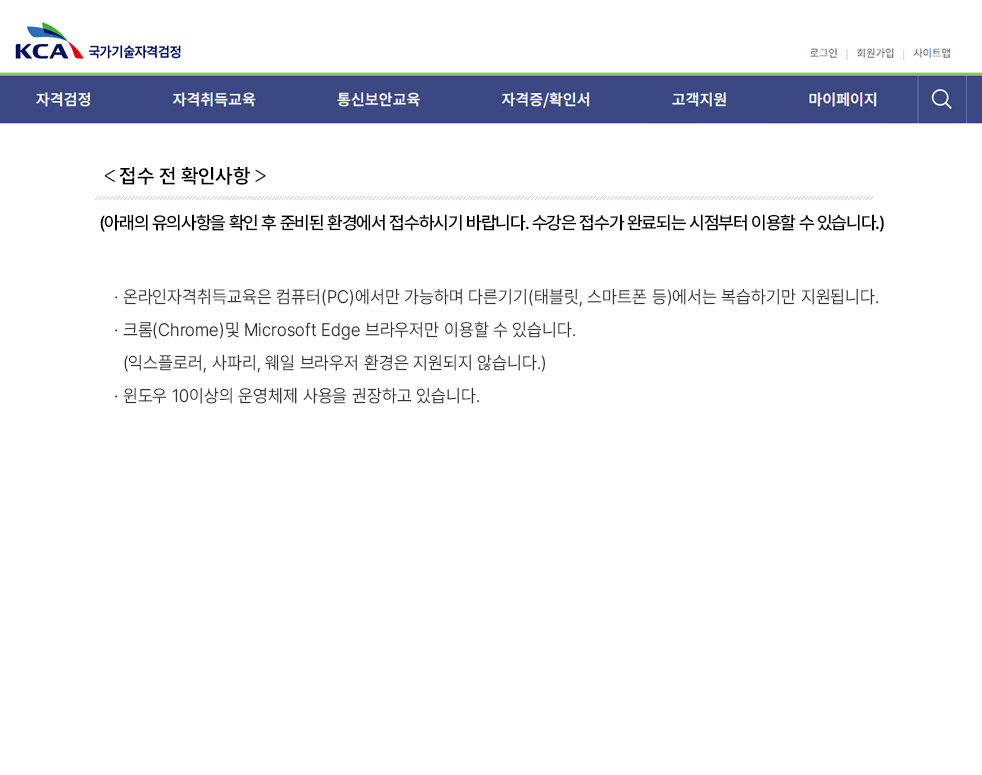 KCA 국가기술자격검정
로그인 | 회원가입 | 사이트맵
자격검정 자격취득교육 통신보안교육 자격증/확인서 고객지원 마이페이지
< 접수 전 확인사항 >
(아래의 유의사항을 확인 후 준비된 환경에서 접수하시기 바랍니다. 수강은 접수가 완료되는 시점부터 이용할 수 있습니다.)
· 온라인자격취득교육은 컴퓨터(PC)에서만 가능하며 다른기기(태블릿, 스마트폰 등)에서는 복습하기만 지원됩니다.
· 크롬(Chrome)및 Microsoft Edge 브라우저만 이용할 수 있습니다.
(익스플로러, 사파리, 웨일 브라우저 환경은 지원되지 않습니다.)
· 윈도우 10이상의 운영체제 사용을 권장하고 있습니다.